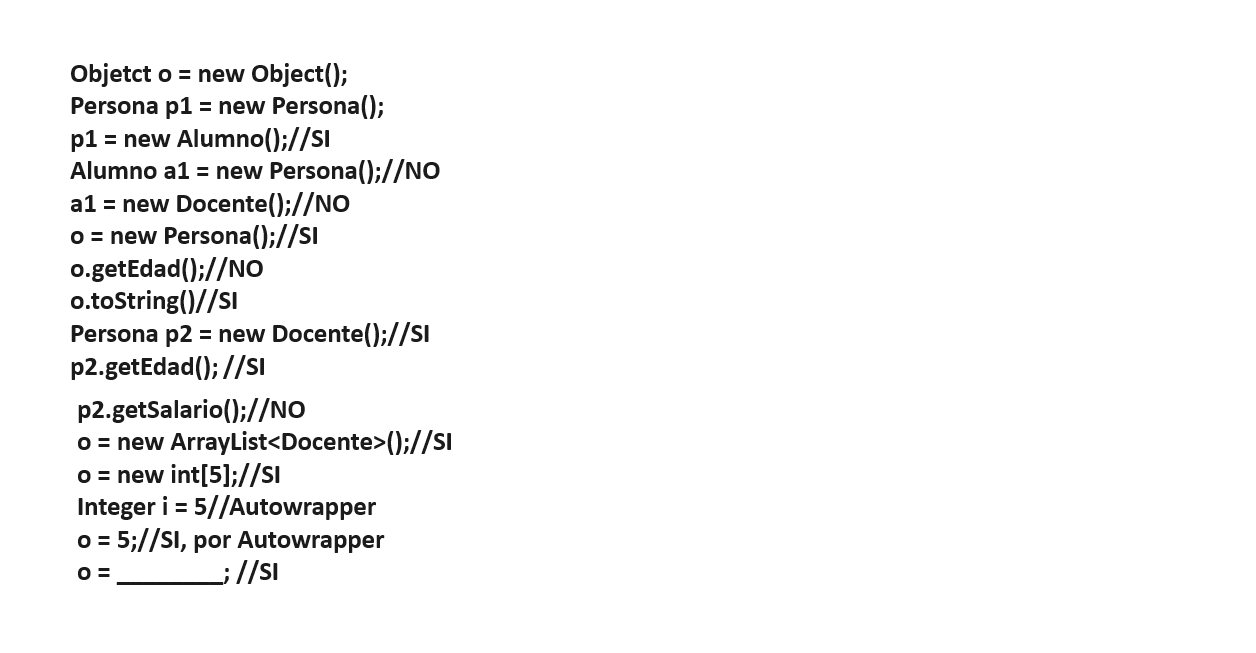 Objetct o = new Object();
Persona p1 = new Persona();
p1 = new Alumno();//SI
Alumno a1 = new Persona();//NO
a1 = new Docente();//NO
o = new Persona();//SI
o.getEdad();//NO
o.toString()//SI
Persona p2 = new Docente();//SI
p2.getEdad(); //SI
p2.getSalario();//NO
o = new ArrayList<Docente>();//SI
o = new int[5];//SI
Integer i = 5//Autowrapper
o = 5;//SI, por Autowrapper
o = _________; //SI